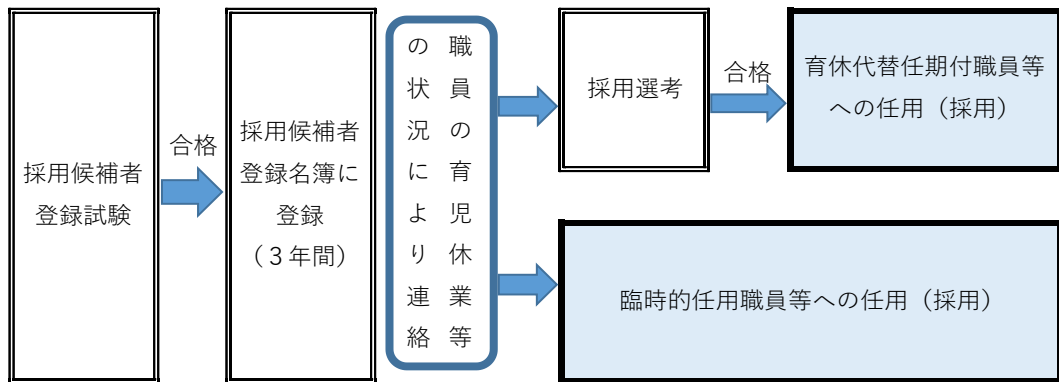 採用候補者
登録試験
合格
採用候補者
登録名簿に
登録
（３年間）
職員の育児休業等
の状況により連絡
採用選考
合格
育休代替任期付職員等
への任用（採用）
臨時的任用職員等への任用（採用）